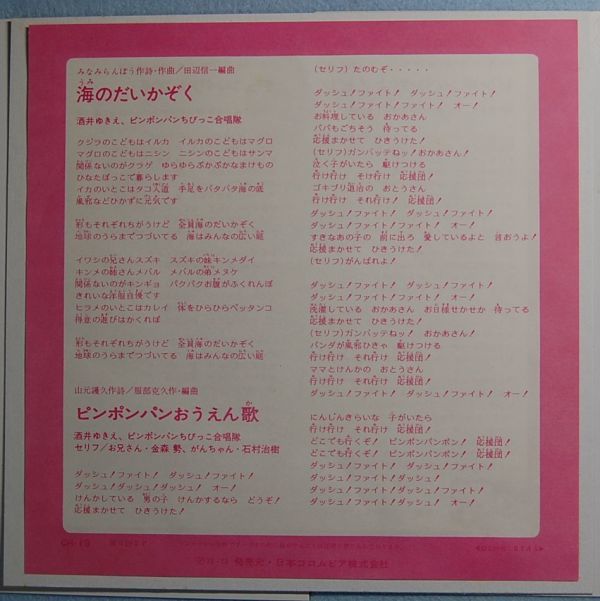 みなみらんぼう作詩・作曲/田辺信一編曲
海のだいかぞく
うみ
酒井ゆきえ、ピンポンパンちびっこ合唱隊
クジラのこどもはイルカ イルカのこどもはマグロ
マグロのこどもはニシン ニシンのこどもはサンマ
関係ないのがクラゲ ゆらゆらぷかぷかなまけもの
ひなたぼっこで暮らします
イカのいとこはタコ入道 手足をバタバタ海の底
風邪などひかずに元気です
形もそれぞれちがうけど 全員海のだいかぞく
地球のうらまでつづいてる 海はみんなの広い庭
イワシの兄さんスズキ スズキの妹キンメダイ
キンメの姉さんメバル メバルの弟メヌケ
関係ないのがキンギョ パクパクお腹がふくれんぼ
きれいな洋服自慢です
ヒラメのいとこはカレイ 体をひらひらペッタンコ
得意の遊びはかくれんぼ
形もそれぞれちがうけど 全員海のだいかぞく
地球のうらまでつづいてる 海はみんなの広い庭
山元護久作詩/服部克久作・編曲
ピンポンパンおうえん歌
か
酒井ゆきえ、ピンポンパンちびっこ合唱隊
セリフ/お兄さん・金森 勢、がんちゃん・石村治樹
ダッシュ!ファイト! ダッシュ!ファイト!
ダッシュ!ダッシュ!ダッシュ! オー!
けんかしている 男の子 けんかするなら どうぞ!
応援まかせて ひきうけた!
(セリフ) たのむぞ・・・・・
ダッシュ!ファイト! ダッシュ!ファイト!
ダッシュ!ファイト!ダッシュ!ファイト! オー!
お料理している おかあさん
パパもごちそう 待ってる
応援まかせて ひきうけた!
(セリフ)ガンバッテねッ!おかあさん!
泣く子がいたら 駆けつける
行け行け それ行け! 応援団!
ゴキブリ退治の おとうさん
行け行け それ行け! 応援団!
ダッシュ!ファイト! ダッシュ!ファイト!
ダッシュ!ファイト!ダッシュ!ファイト! オー!
すきなあの子の 前に出ろ 愛しているよと 言おうよ!
応援まかせて ひきうけた!
(セリフ)がんばれよ!
ダッシュ!ファイト! ダッシュ!ファイト!
ダッシュ!ファイト!ダッシュ!ファイト! オー!
洗濯している おかあさん お日様せかせか 待ってる
応援まかせて ひきうけた!
(セリフ)ガンバッテねッ! おかあさん!
パンダが風邪ひきゃ 駆けつける
行け行け それ行け 応援団!
ママとけんかの おとうさん
行け行け それ行け 応援団!
ダッシュ!ファイト!ダッシュ!ファイト! オー!
にんじんきらいな 子がいたら
行け行け それ行け 応援団!
どこでも行くぞ! ピンポンパンポン! 応援団!
どこでも行くぞ! ピンポンパンポン! 応援団!
ダッシュ!ファイト! ダッシュ!ファイト!
ダッシュ!ダッシュ!ダッシュ! オー!
ダッシュ!ファイト!ダッシュ!ファイト!
ダッシュ!ファイト!ダッシュ!ファイト! オー!
発売元・日本コロムビア株式会社